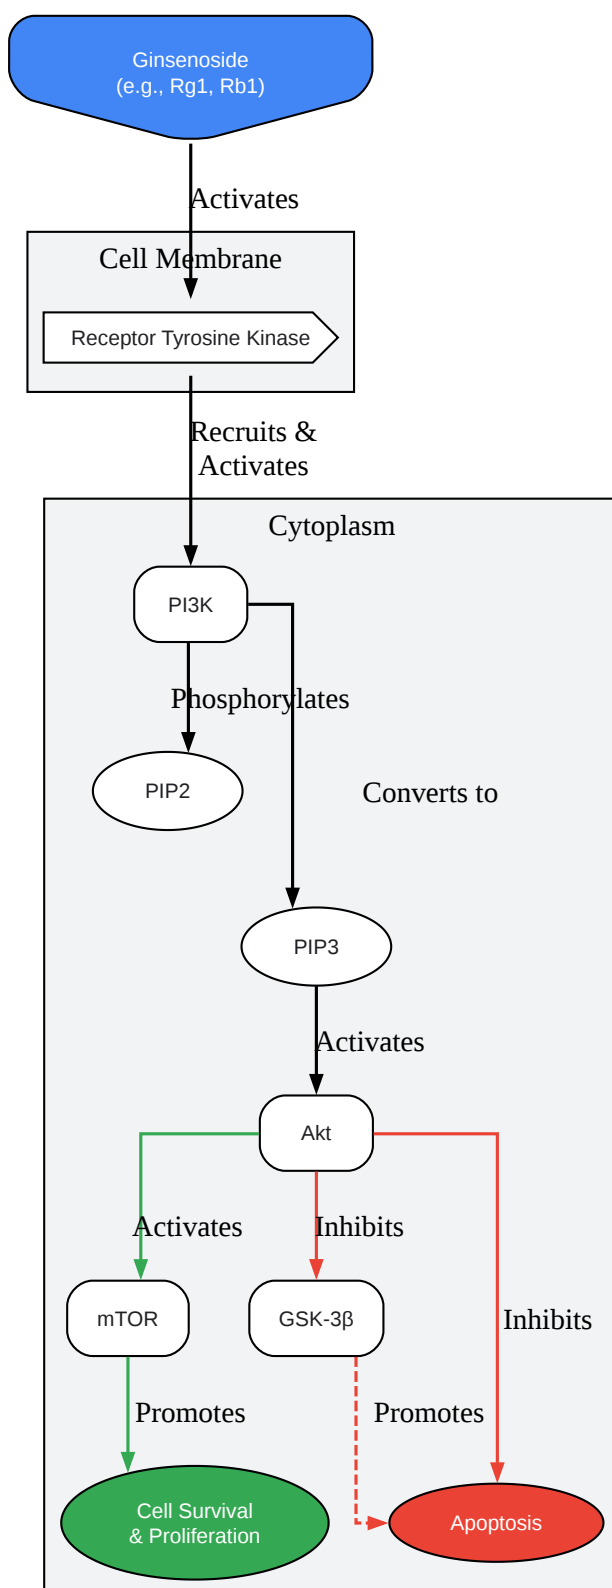 Ginsenoside
(e.g., Rg1, Rb1)
Activates
Cell Membrane
Receptor Tyrosine Kinase
Recruits &
Activates
Cytoplasm
PI3K
Phosphorylates
PIP2
Converts to
PIP3
Activates
Akt
Activates
Inhibits
mTOR
GSK-3β
Inhibits
Promotes
Promotes
Cell Survival
& Proliferation
Apoptosis